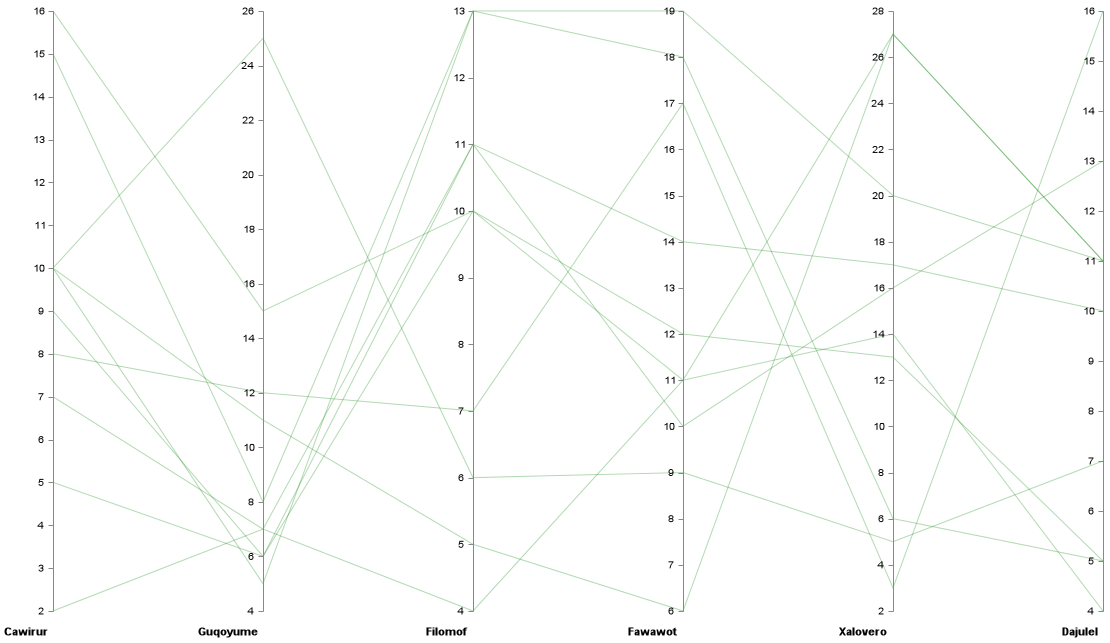 16 26 13 19 28 16
15 24 12 18 26 15
14 22 11 17 24 14
13 20 10 16 22 13
12 18 9 15 20 12
11 16 8 14 18 11
10 14 7 13 16 10
9 12 6 12 14 9
8 10 5 11 12 8
7 8 4 10 10 7
6 6 9 8 6
5 4 8 6 5
4 7 4 4
3 6 2
2
Cawirur Guqoyume Filomof Fawawot Xalovero Dajulel